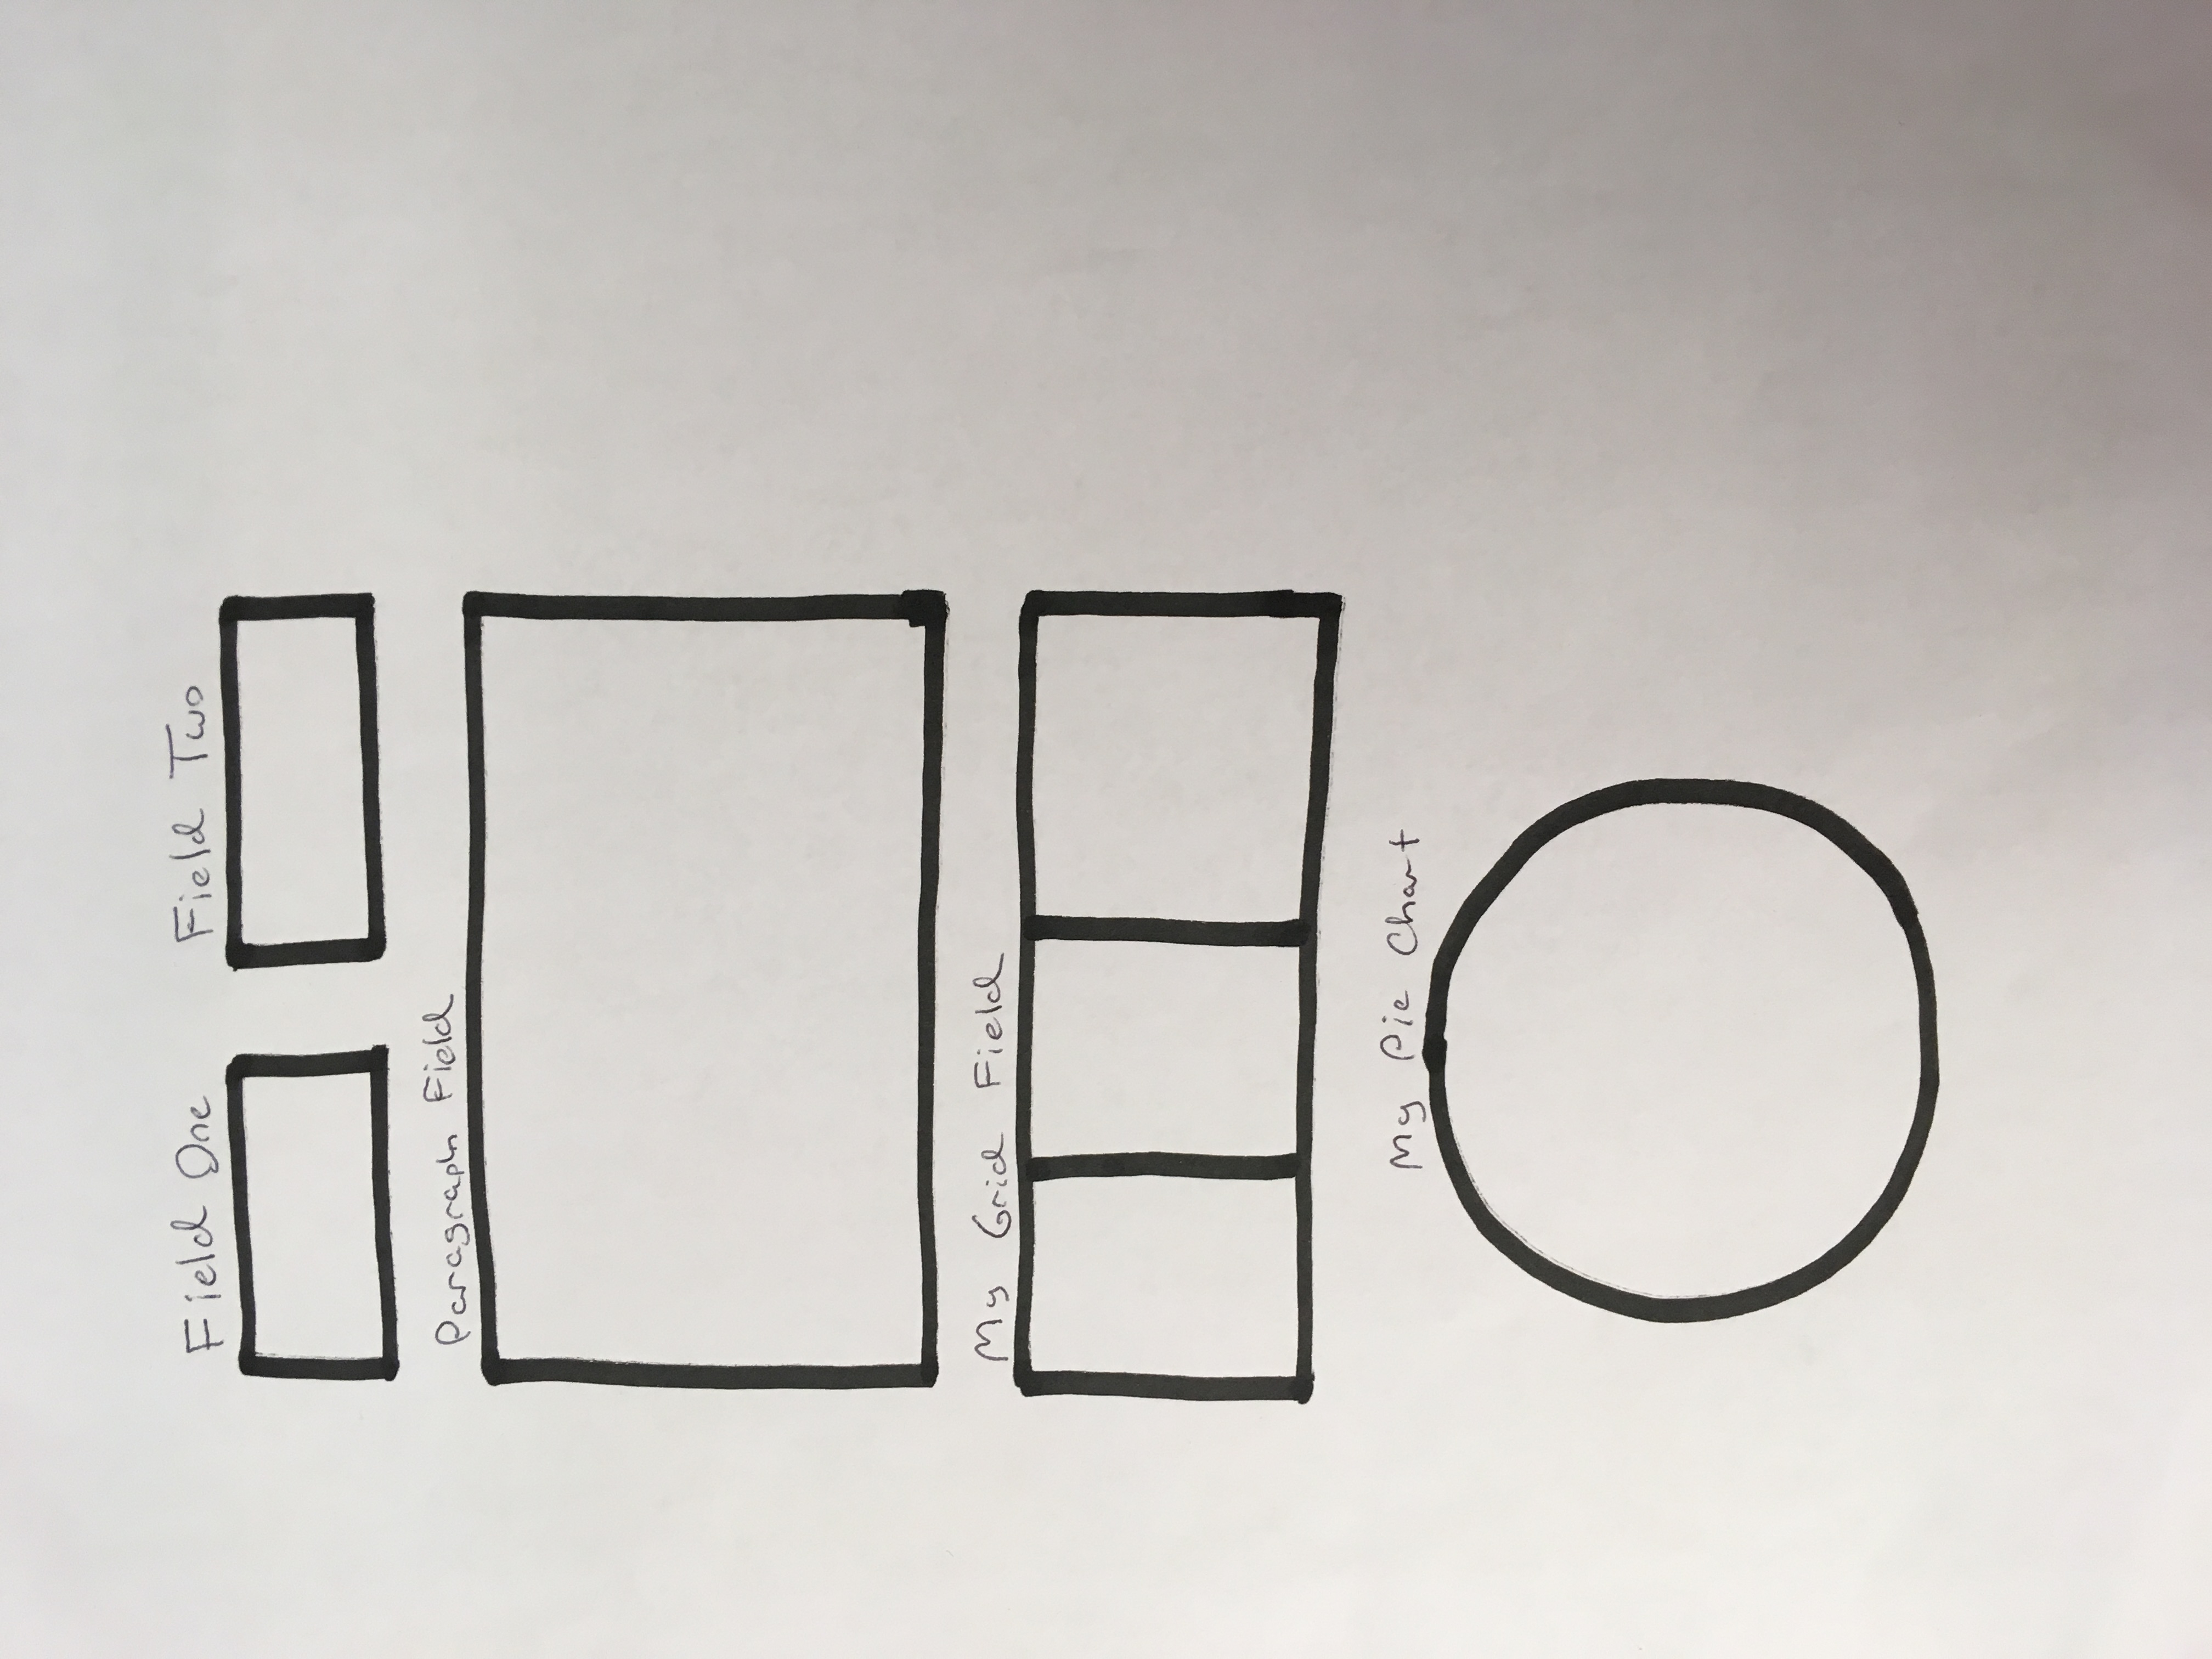 Field One
Field Two
Paragraph Field
My Grid Field
My Pie Chart